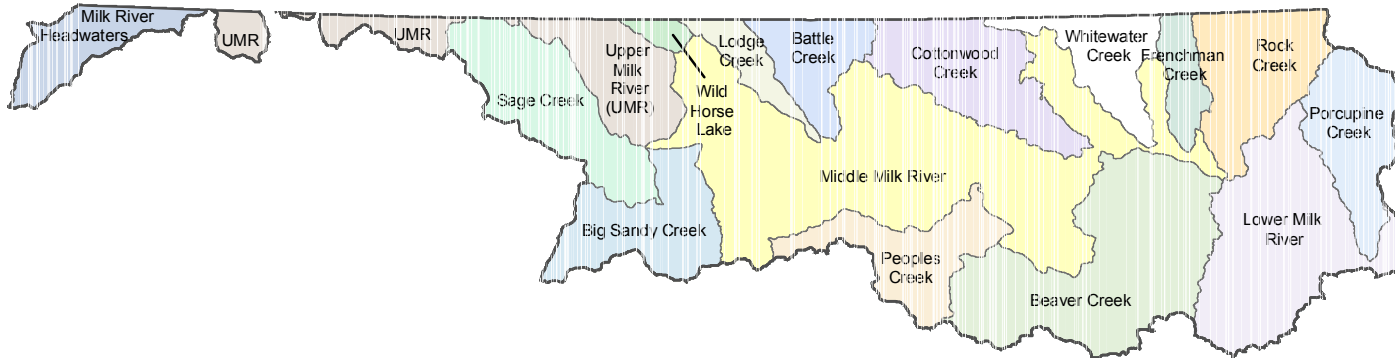 Milk River
Headwaters
UMR
UMR
Sage Creek
Upper
Milk
River
(UMR)
Wild
Horse
Lake
Lodge
Creek
Battle
Creek
Cottonwood
Creek
Whitewater
Creek
Frenchman
Creek
Rock
Creek
Porcupine
Creek
Middle Milk River
Big Sandy Creek
Peoples
Creek
Beaver Creek
Lower Milk
River